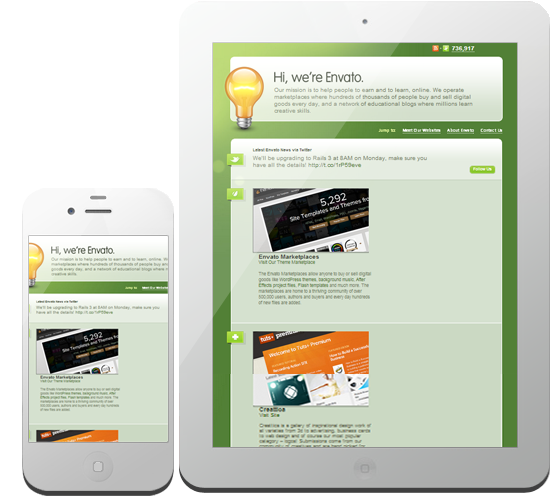 736,917
Hi, we're Envato.
Our mission is to help people to earn and to learn, online. We operate
marketplaces where hundreds of thousands of people buy and sell digital
goods every day, and a network of educational blogs where millions learn
creative skills.
Jump to: Meet Our Websites About Envato Contact Us
Latest Envato News via Twitter
We'll be upgrading to Rails 3 at 8AM on Monday, make sure you
have all the details!
Follow Us
5,292
Site Templates and Themes
Envato Marketplaces
Visit Our Theme Marketplace
The Envato Marketplaces allow anyone to buy or sell digital
goods like WordPress themes, background music, After
Effects project files, Flash templates and much more. The
marketplaces are home to a thriving community of over
500,000 users, authors and buyers and every day hundreds
of new files are added.
tuts+ premium
Welcome to Tuts+ Premium
How to Build a Successful
Creattica
Visit Site
Creattica is a gallery of inspirational design work of
all varieties from 3d to advertising, business cards
to web design and of course our most popular
category - logos! Submissions come from our
Hi, we're Envato.
Our mission is to help people to earn and to learn, online. We
marketplaces where hundreds of thousands of people buy and sell
goods every day, and a network of educational blogs where millions
creative skills.
Jump to: Meet Our Websites
Latest Envato News via Twitter
We'll be upgrading to Rails 3 at 8AM on Monday, make sure
have all the details!
5,292
Site Templates and Themes
Envato Marketplaces
Visit Our Theme Marketplace
The Envato Marketplaces allow anyone to buy or sell digital
goods like WordPress themes, background music, After
Effects project files, Flash templates and much more. The
marketplaces are home to a thriving community of over
500,000 users, authors and buyers and every day hundreds
of new files are added.
tuts+